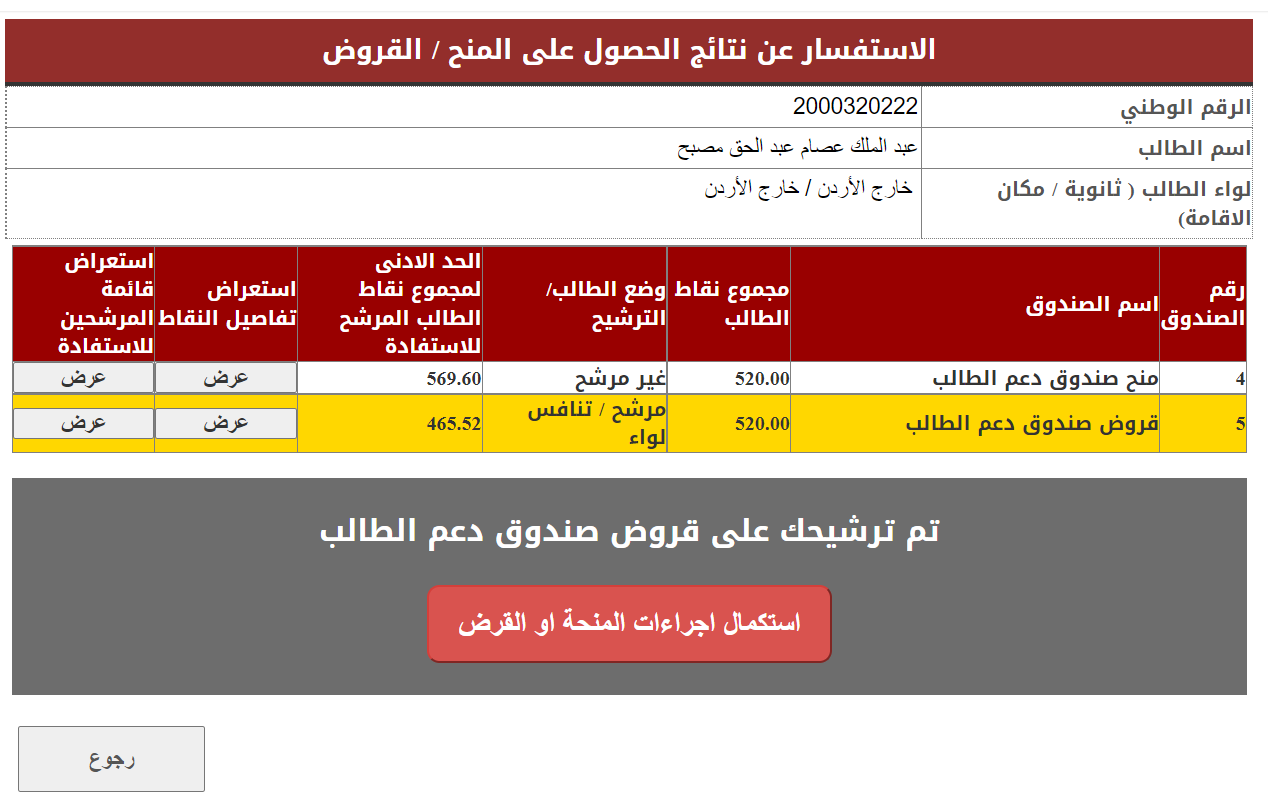 الاستفسار عن نتائج الحصول على المنح / القروض
الرقم الوطني 2000320222
اسم الطالب عبد الملك عصام عبد الحق مصبح
لواء الطالب ( ثانوية / مكان الاقامة) خارج الأردن / خارج الأردن
رقم الصندوق اسم الصندوق مجموع نقاط الطالب وضع الطالب/ الترشيح الحد الادنى لمجموع نقاط الطالب المرشح للاستفادة استعراض تفاصيل النقاط استعراض قائمة المرشحين للاستفادة
4 منح صندوق دعم الطالب 520.00 غير مرشح 569.60 عرض عرض
5 قروض صندوق دعم الطالب 520.00 مرشح / تنافس لواء 465.52 عرض عرض
تم ترشيحك على قروض صندوق دعم الطالب
استكمال اجراءات المنحة او القرض
رجوع